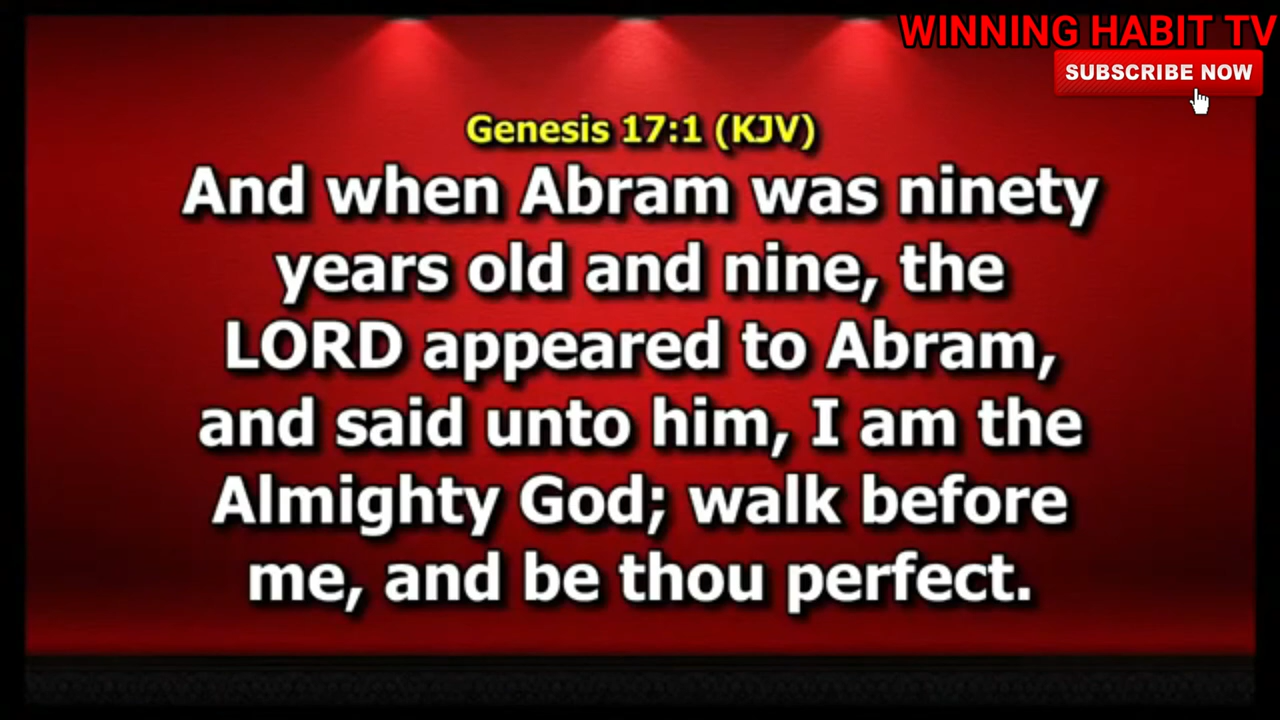 WINNING HABIT TV
SUBSCRIBE NOW
Genesis 17:1 (KJV)
And when Abram was ninety
years old and nine, the
LORD appeared to Abram,
and said unto him, I am the
Almighty God; walk before
me, and be thou perfect.